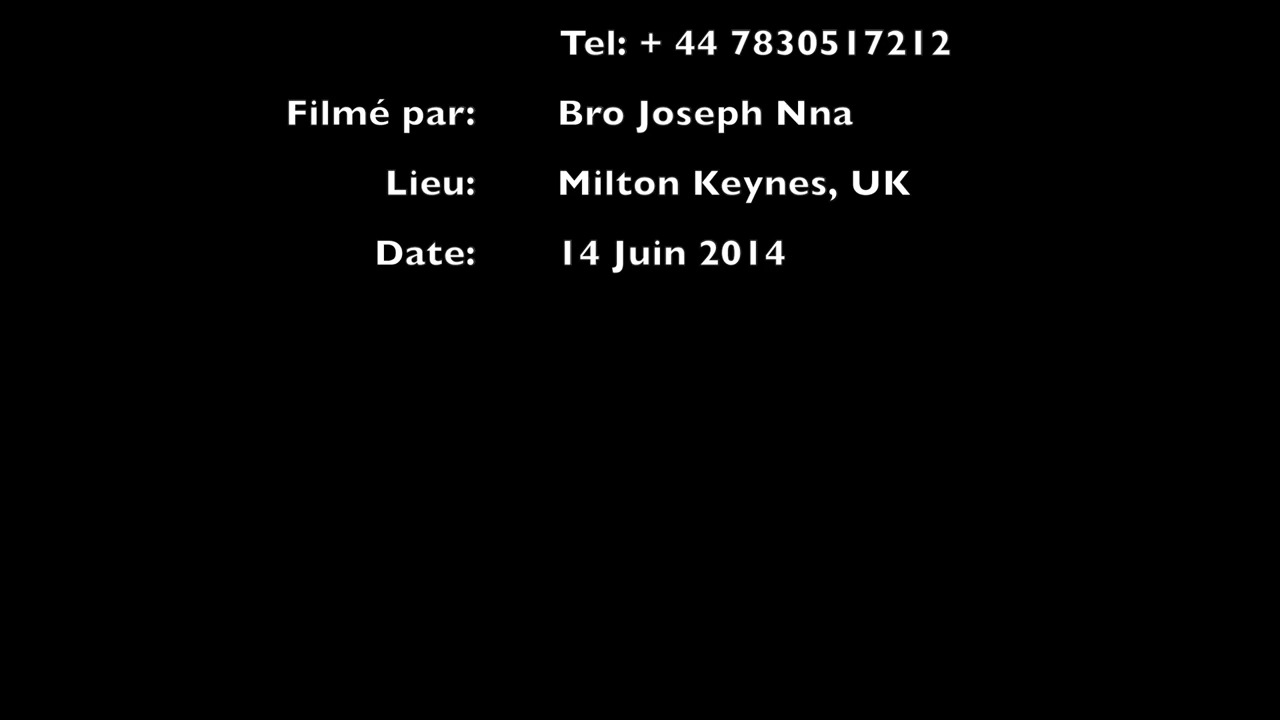 Tel: + 44 7830517212
Filmé par: Bro Joseph Nna
Lieu: Milton Keynes, UK
Date: 14 Juin 2014